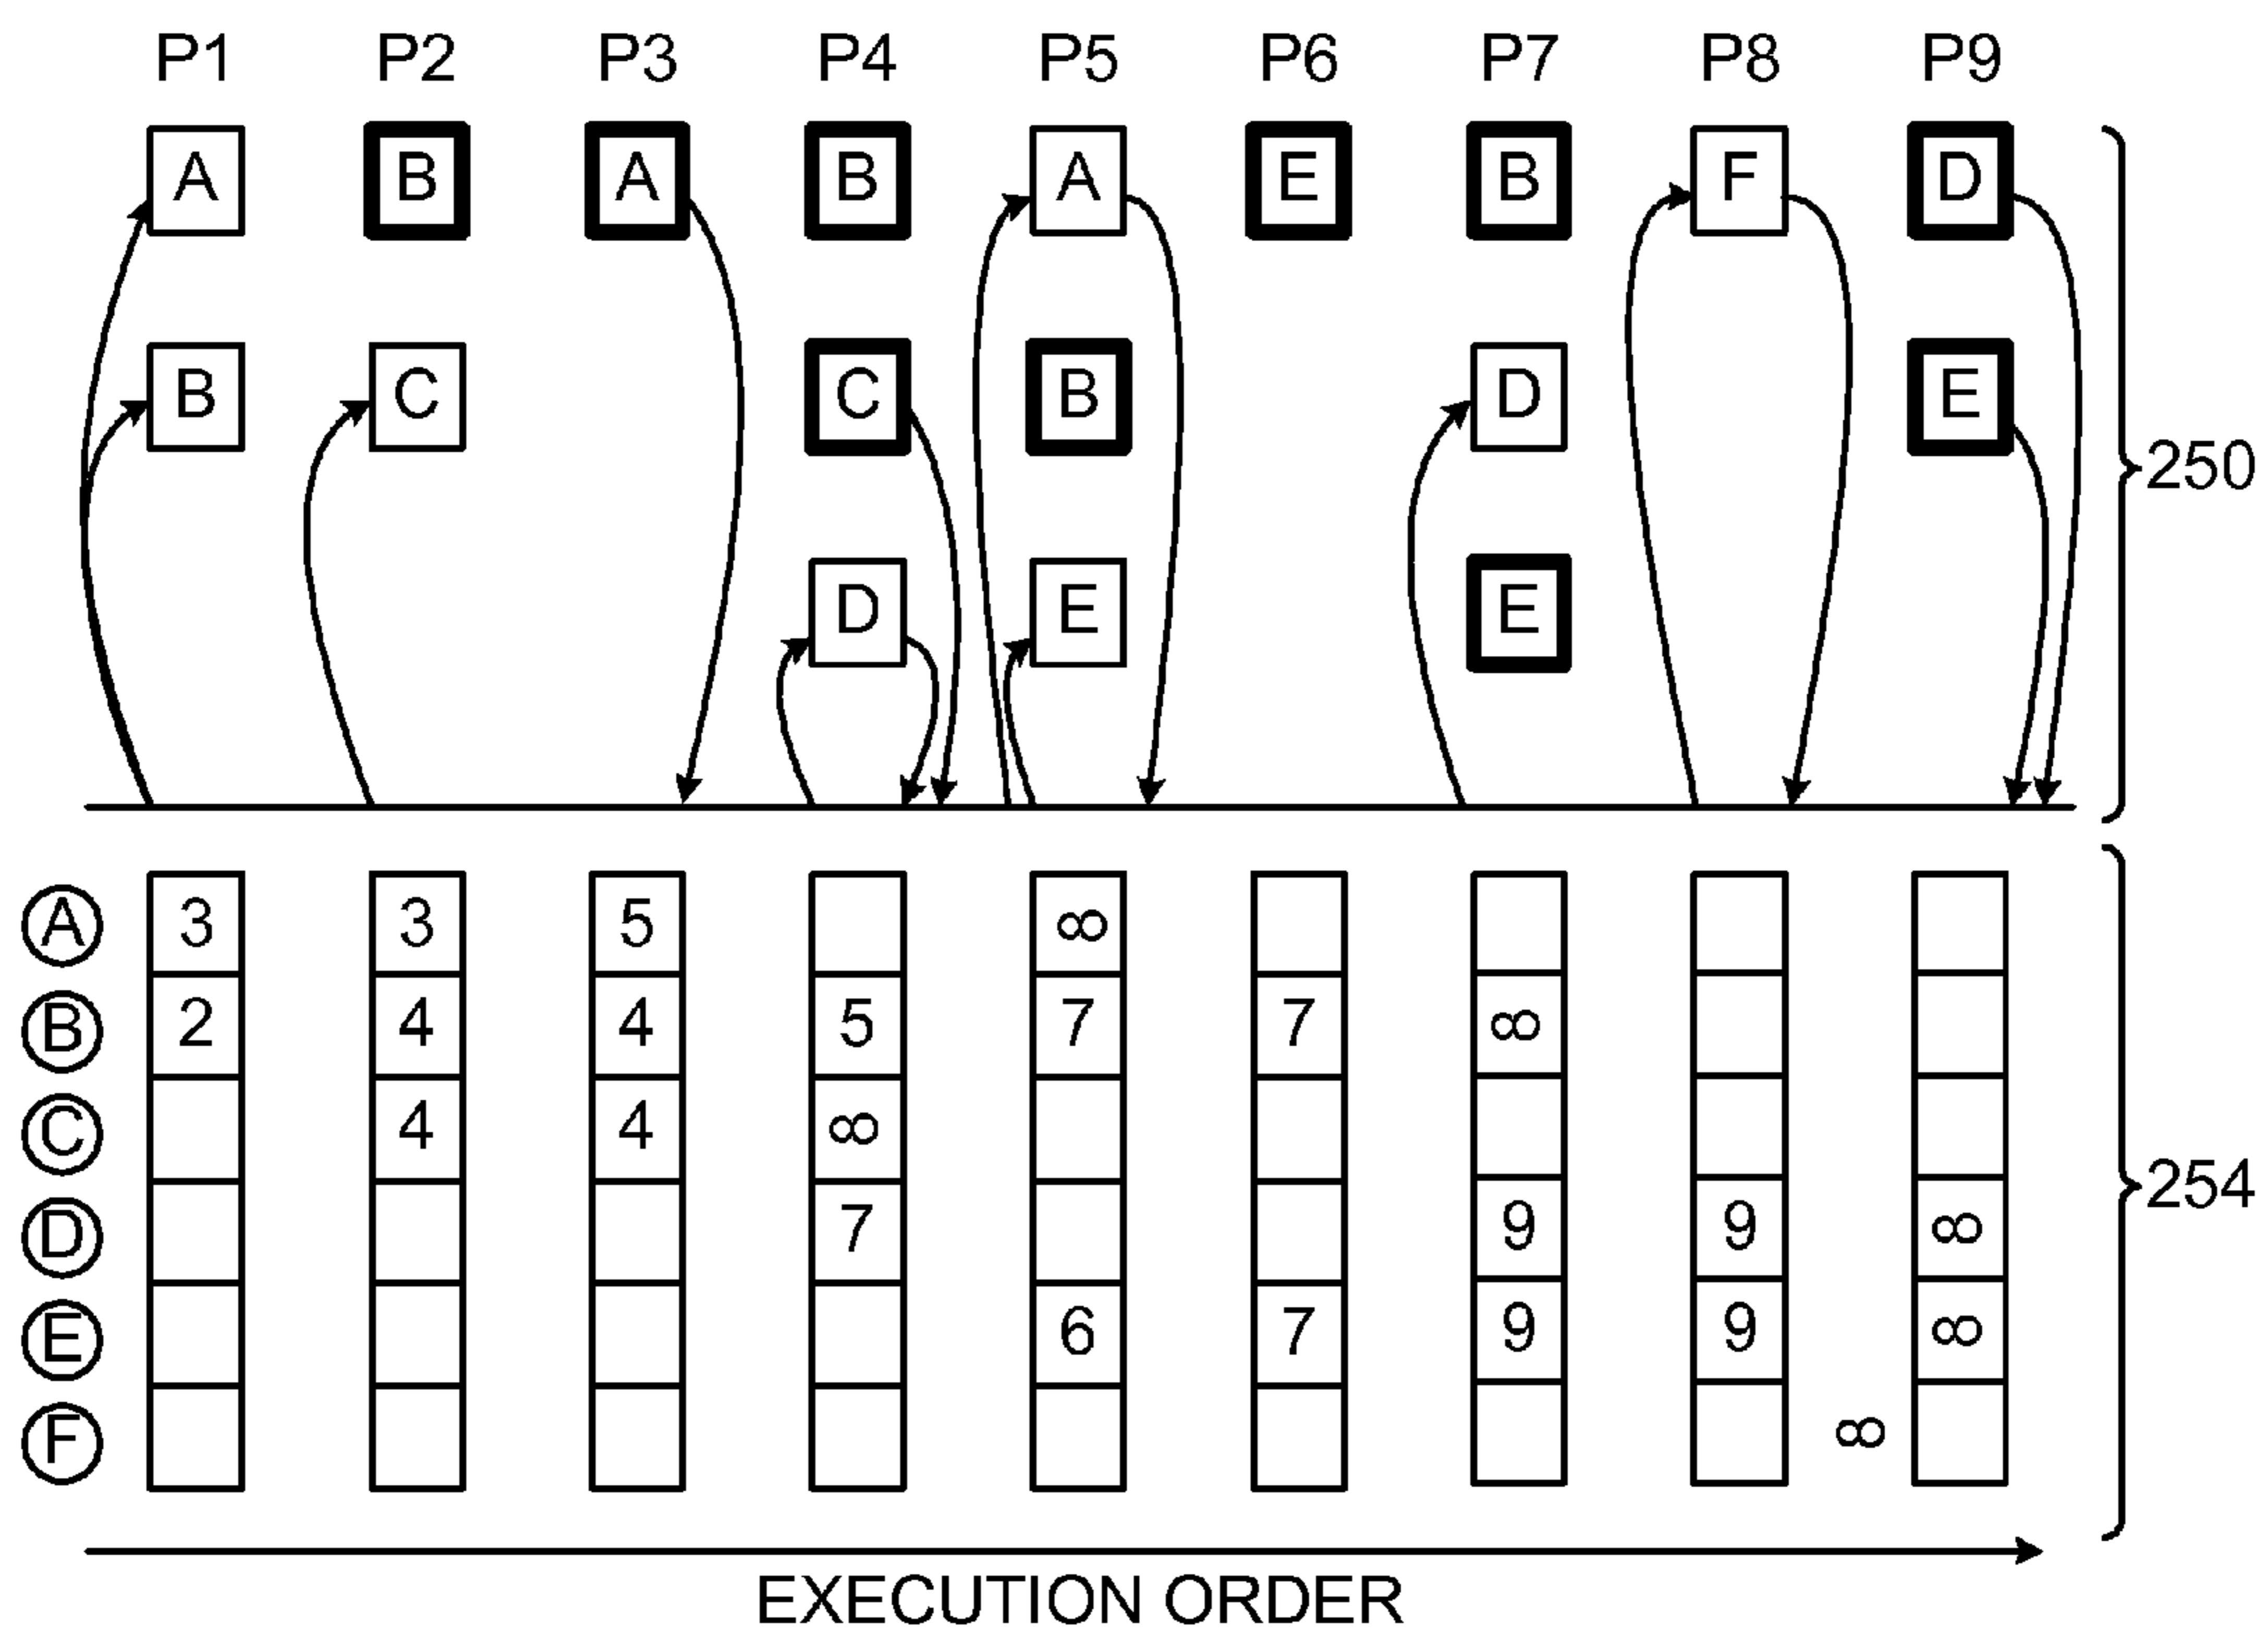 P1 P2 P3 P4 P5 P6 P7 P8 P9
A B A B A E B F D
B C C B D E
D E E
250
A 3 3 5 ∞
B 2 4 4 5 7 7 ∞
C 4 4 ∞
D 7 9 9 ∞
E 6 7 9 9 ∞
F ∞
254
EXECUTION ORDER